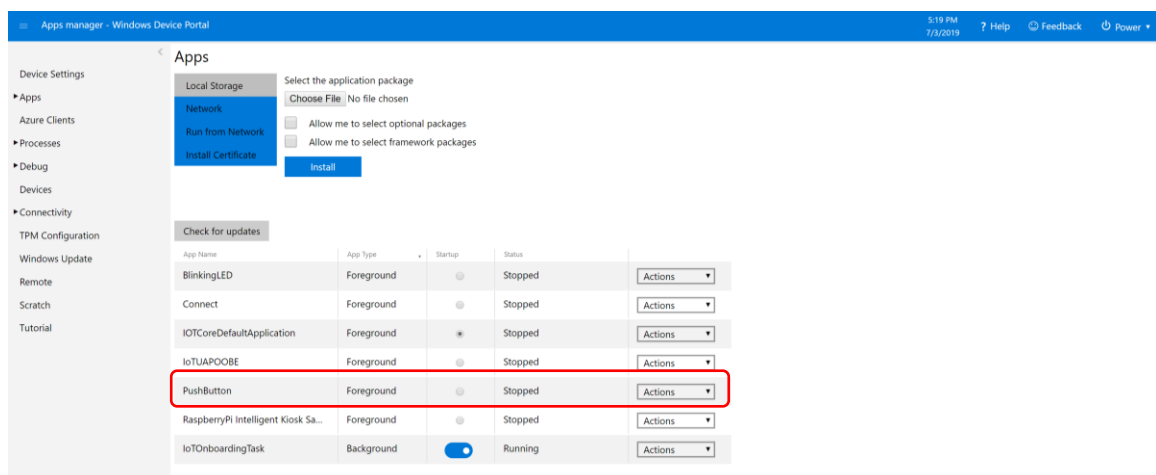 Apps manager - Windows Device Portal
5:19 PM
7/3/2019
? Help
Feedback
Power
Device Settings
Apps
Azure Clients
Processes
Debug
Devices
Connectivity
TPM Configuration
Windows Update
Remote
Scratch
Tutorial
Apps
Local Storage
Network
Run from Network
Install Certificate
Select the application package
Choose File No file chosen
Allow me to select optional packages
Allow me to select framework packages
Install
Check for updates
App Name App Type Startup Status
BlinkingLED Foreground Stopped Actions
Connect Foreground Stopped Actions
IOTCoreDefaultApplication Foreground Stopped Actions
IoTUAPOOBE Foreground Stopped Actions
PushButton Foreground Stopped Actions
RaspberryPi Intelligent Kiosk Sa... Foreground Stopped Actions
IoTOnboardingTask Background Running Actions